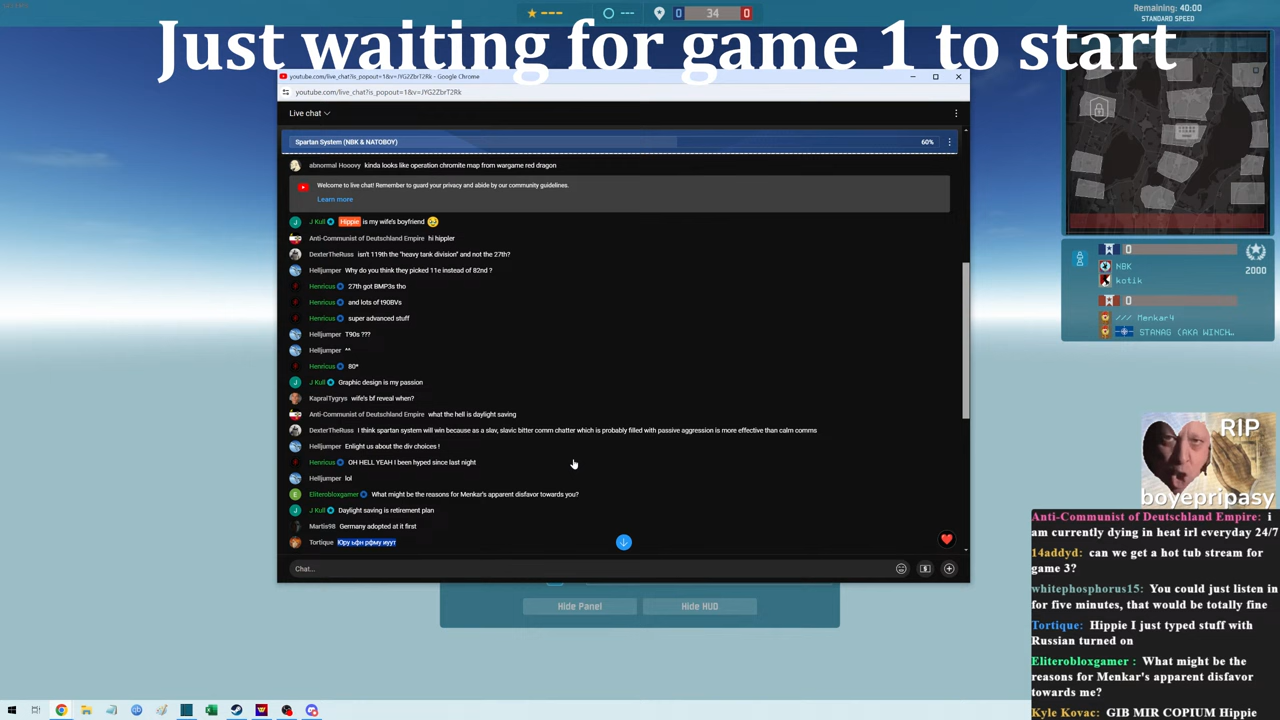 Remaining: 40:00
STANDARD SPEED
0 34 0
Just waiting for game 1 to start
youtube.com/live_chat?is_popout=1&v=JYG2ZbrT2Rk - Google Chrome
youtube.com/live_chat?is_popout=1&v=JYG2ZbrT2Rk
Live chat
Spartan System (NBK & NATOBOY) 60%
abnormal Hooovy kinda looks like operation chromite map from wargame red dragon
Welcome to live chat! Remember to guard your privacy and abide by our community guidelines.
Learn more
J Kull Hippie is my wife's boyfriend
Anti-Communist of Deutschland Empire hi hippler
DexterTheRuss isn't 119th the "heavy tank division" and not the 27th?
Helljumper Why do you think they picked 11e instead of 82nd ?
Henricus 27th got BMP3s tho
Henricus and lots of t90BVs
Henricus super advanced stuff
Helljumper T90s ???
Helljumper ^^
Henricus 80*
J Kull Graphic design is my passion
KapralTygrys wife's bf reveal when?
Anti-Communist of Deutschland Empire what the hell is daylight saving
DexterTheRuss I think spartan system will win because as a slav, slavic bitter comm chatter which is probably filled with passive aggression is more effective than calm comms
Helljumper Enlight us about the div choices !
Henricus OH HELL YEAH I been hyped since last night
Helljumper lol
Eliterobloxgamer What might be the reasons for Menkar's apparent disfavor towards you?
J Kull Daylight saving is retirement plan
Martis98 Germany adopted at it first
Tortique Юру ьфн рфму иуут
Chat...
Hide Panel Hide HUD
0
NBK
kotik
2000
0
/// Menkar4
STANAG (AKA WINCH...
RIP
boyepripasy
Anti-Communist of Deutschland Empire: i
am currently dying in heat irl everyday 24/7
14addyd: can we get a hot tub stream for
game 3?
whitephosphorus15: You could just listen in
for five minutes, that would be totally fine
Tortique: Hippie I just typed stuff with
Russian turned on
Eliterobloxgamer : What might be the
reasons for Menkar's apparent disfavor
towards me?
Kyle Kovac: GIB MIR COPIUM Hippie